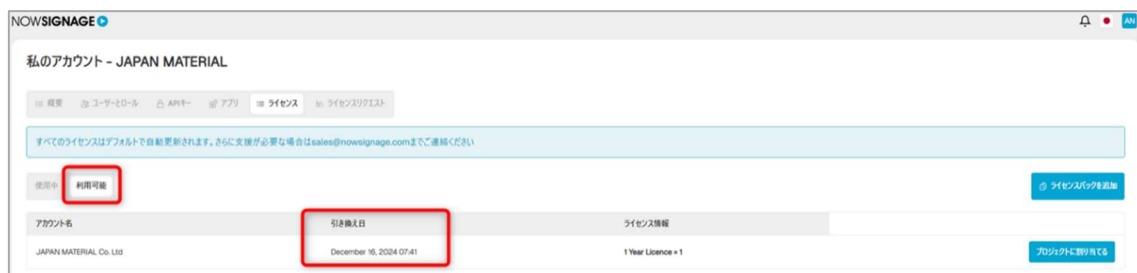 NOWSIGNAGE
AN
私のアカウント - JAPAN MATERIAL
概要 ユーザーとロール APIキー アプリ ライセンス ライセンスリクエスト
すべてのライセンスはデフォルトで自動更新されます。さらに支援が必要な場合はsales@nowsignage.comまでご連絡ください
使用中 利用可能 ライセンスパックを追加
アカウント名 引き換え日 ライセンス情報
JAPAN MATERIAL Co. Ltd December 16, 2024 07:41 1 Year Licence × 1 プロジェクトに割り当てる